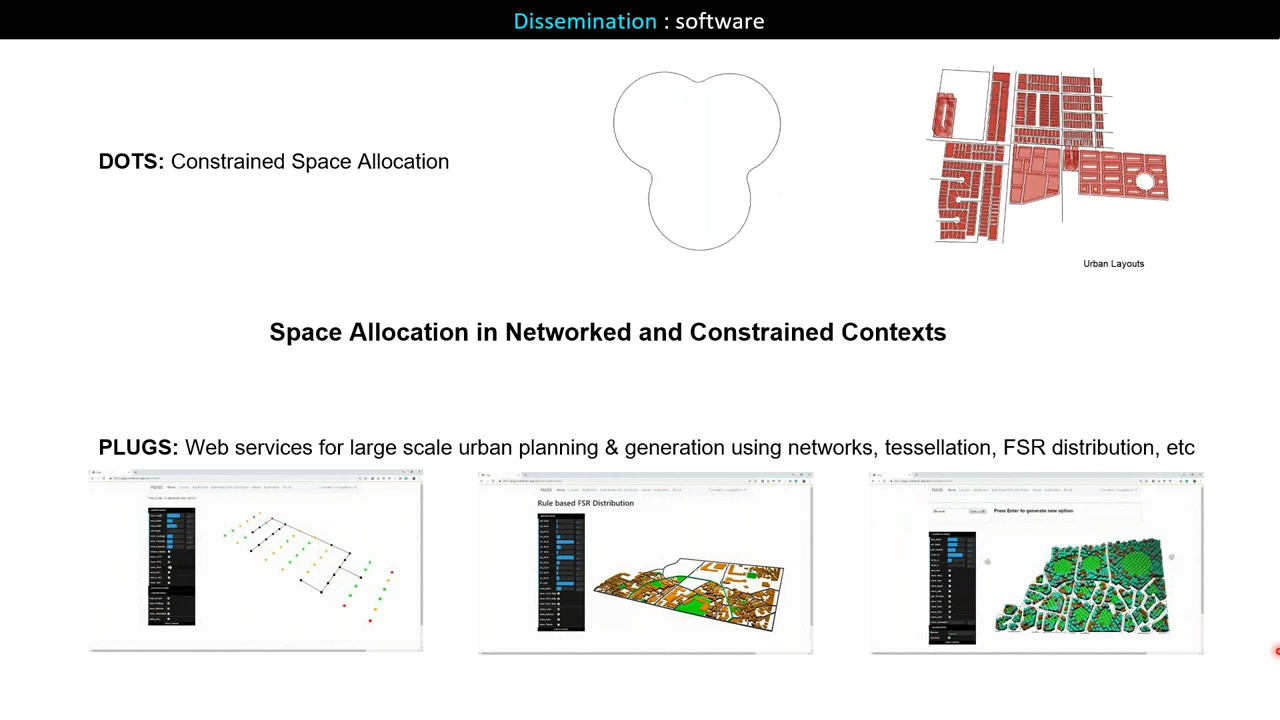 Dissemination : software
DOTS: Constrained Space Allocation
Urban Layouts
Space Allocation in Networked and Constrained Contexts
PLUGS: Web services for large scale urban planning & generation using networks, tessellation, FSR distribution, etc
Rule based FSR Distribution
Press Enter to generate new option